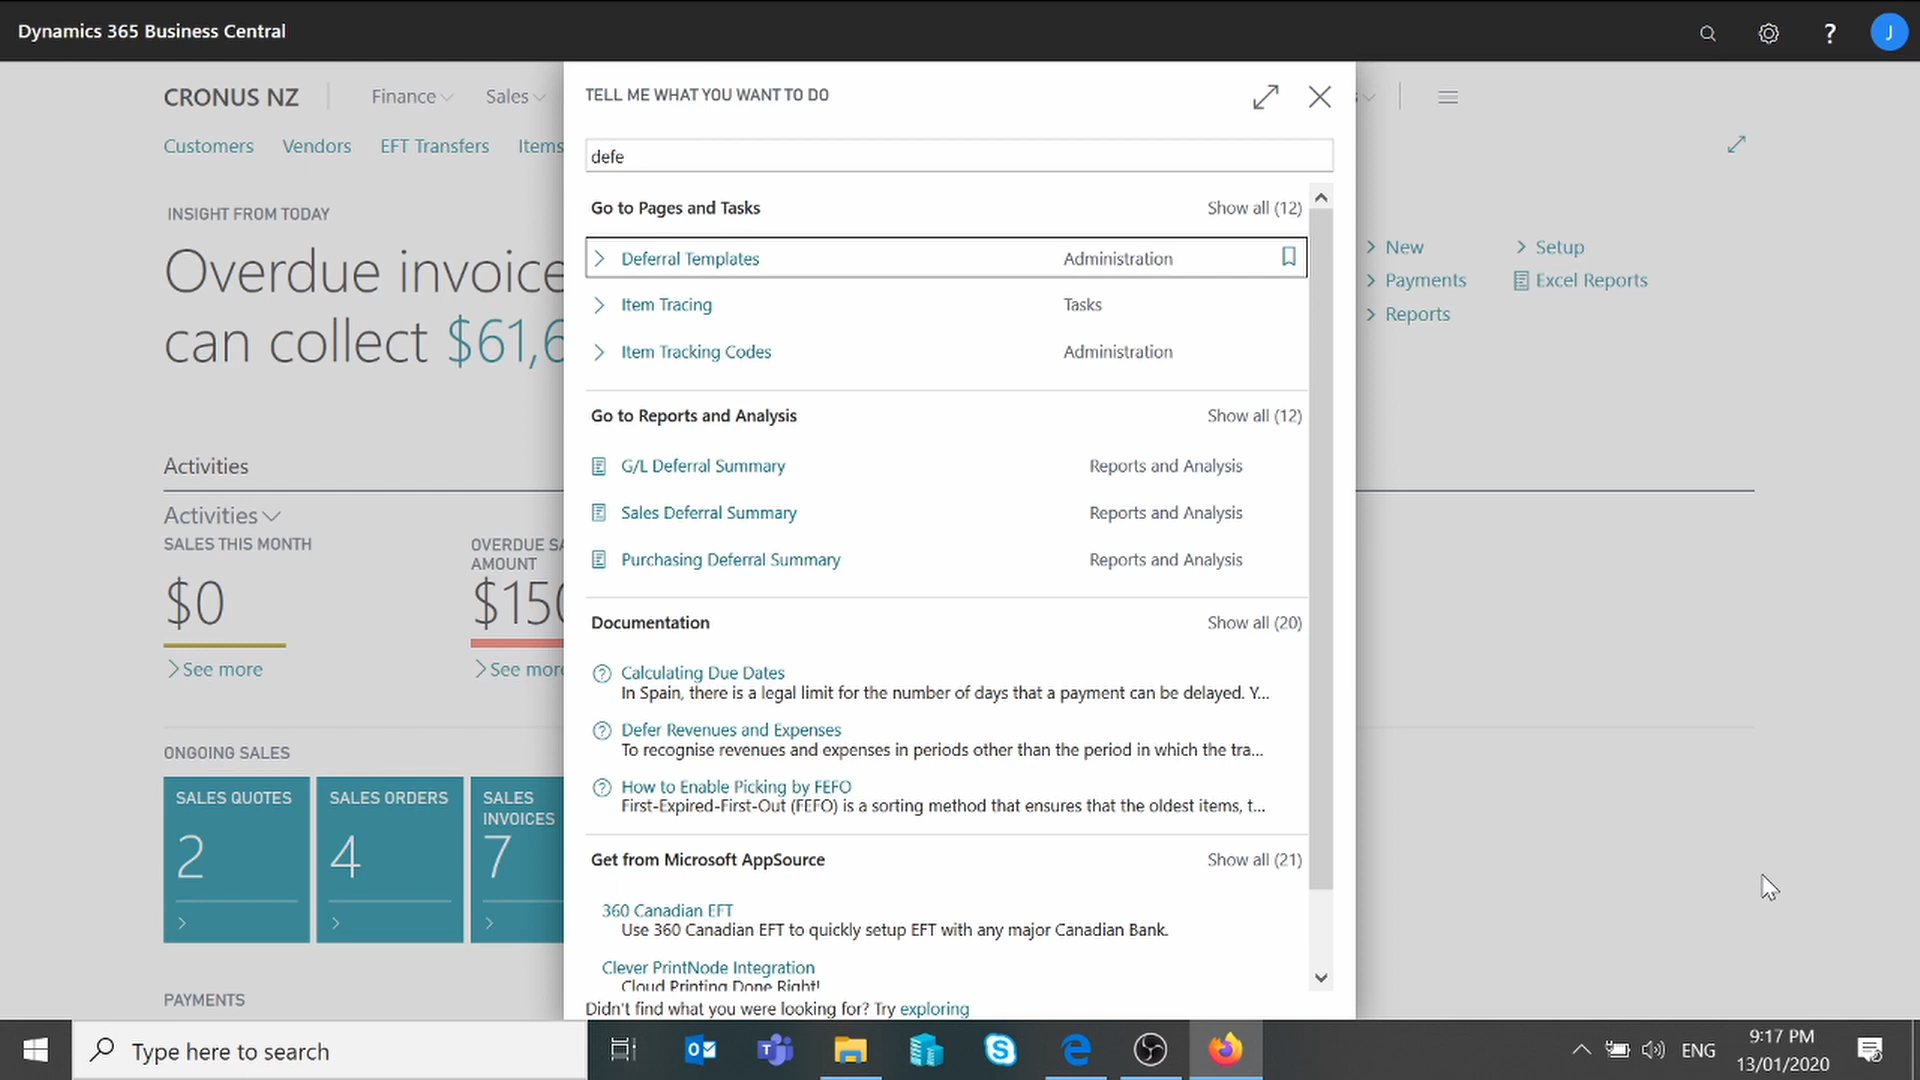 Dynamics 365 Business Central
?
J
CRONUS NZ
Finance
Sales
Customers
Vendors
EFT Transfers
Items
INSIGHT FROM TODAY
Overdue invoice
can collect $61,6
New
Setup
Payments
Excel Reports
Reports
Activities
Activities
SALES THIS MONTH
OVERDUE SA
AMOUNT
$0
$150
See more
See more
ONGOING SALES
SALES QUOTES
SALES ORDERS
SALES
INVOICES
2
4
7
PAYMENTS
TELL ME WHAT YOU WANT TO DO
defe
Go to Pages and Tasks
Show all (12)
Deferral Templates
Administration
Item Tracing
Tasks
Item Tracking Codes
Administration
Go to Reports and Analysis
Show all (12)
G/L Deferral Summary
Reports and Analysis
Sales Deferral Summary
Reports and Analysis
Purchasing Deferral Summary
Reports and Analysis
Documentation
Show all (20)
Calculating Due Dates
In Spain, there is a legal limit for the number of days that a payment can be delayed. Y...
Defer Revenues and Expenses
To recognise revenues and expenses in periods other than the period in which the tra...
How to Enable Picking by FEFO
First-Expired-First-Out (FEFO) is a sorting method that ensures that the oldest items, t...
Get from Microsoft AppSource
Show all (21)
360 Canadian EFT
Use 360 Canadian EFT to quickly setup EFT with any major Canadian Bank.
Clever PrintNode Integration
Cloud Printing Done Right!
Didn't find what you were looking for? Try exploring
Type here to search
ENG
9:17 PM
13/01/2020